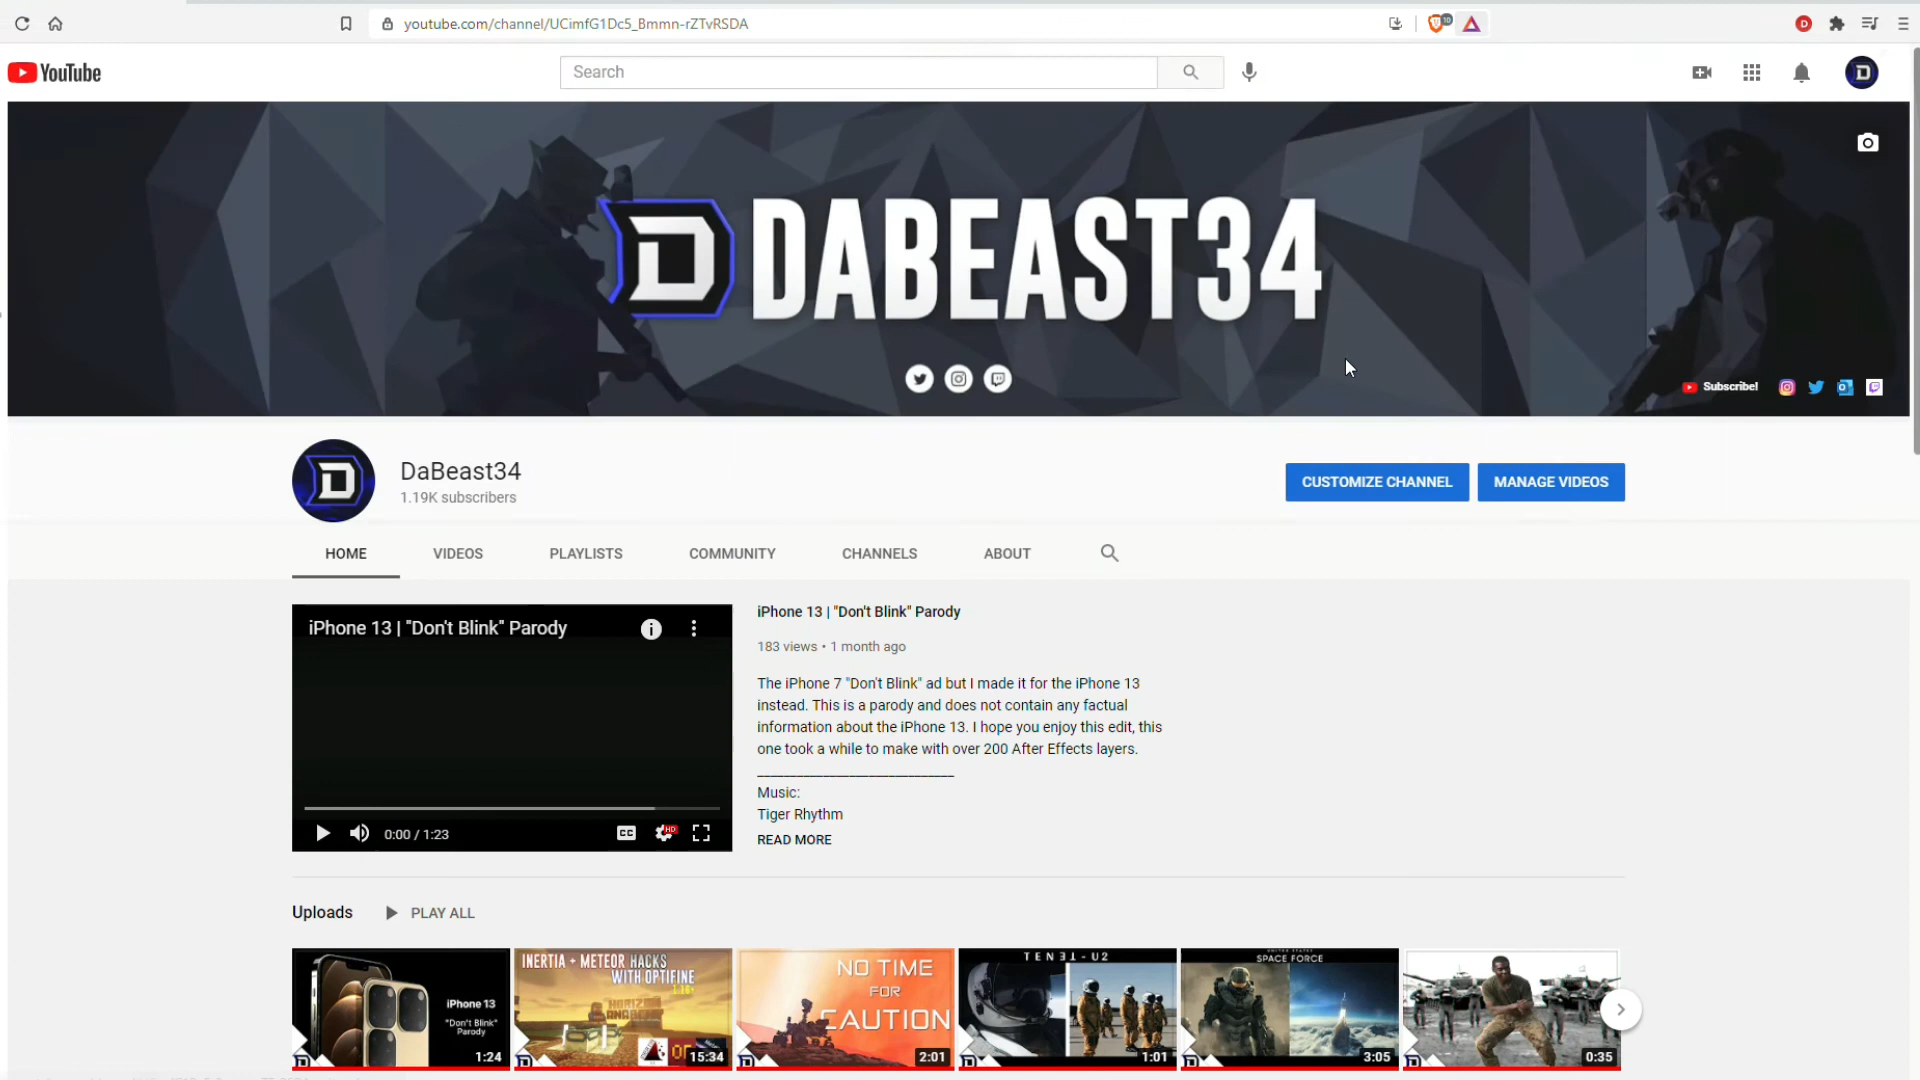 youtube.com/channel/UCimfG1Dc5_Bmmn-rZTvRSDA
10
D
YouTube
Search
D
D DABEAST34
Subscribe!
D
DaBeast34
1.19K subscribers
CUSTOMIZE CHANNEL
MANAGE VIDEOS
HOME
VIDEOS
PLAYLISTS
COMMUNITY
CHANNELS
ABOUT
iPhone 13 | "Don't Blink" Parody
0:00 / 1:23
CC
HD
iPhone 13 | "Don't Blink" Parody
183 views • 1 month ago
The iPhone 7 "Don't Blink" ad but I made it for the iPhone 13
instead. This is a parody and does not contain any factual
information about the iPhone 13. I hope you enjoy this edit, this
one took a while to make with over 200 After Effects layers.
______________________________
Music:
Tiger Rhythm
READ MORE
Uploads
PLAY ALL
iPhone 13
"Don't Blink"
Parody
1:24
INERTIA + METEOR HACKS
WITH OPTIFINE
15:34
NO TIME
FOR
CAUTION
2:01
1:01
SPACE FORCE
3:05
0:35